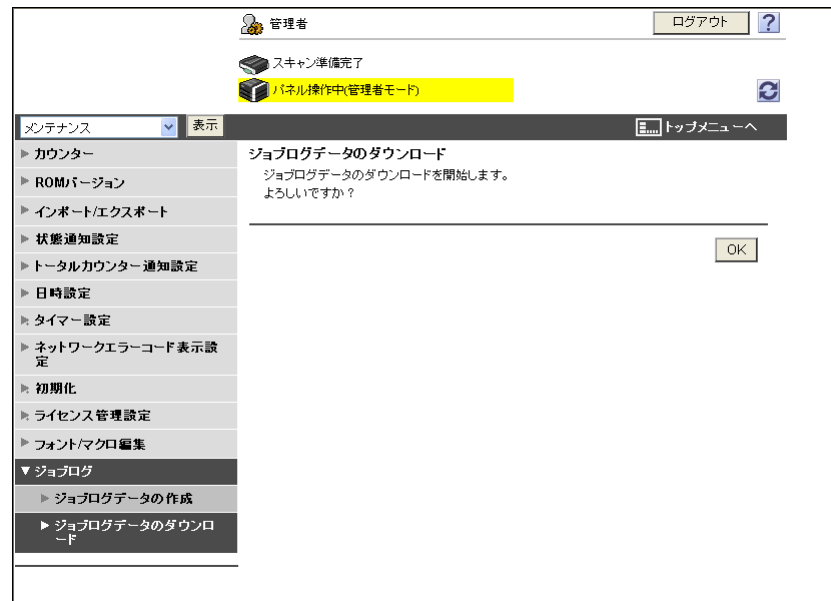 管理者
ログアウト
?
スキャン準備完了
パネル操作中(管理者モード)
メンテナンス
表示
トップメニューへ
カウンター
ROMバージョン
インポート/エクスポート
状態通知設定
トータルカウンター通知設定
日時設定
タイマー設定
ネットワークエラーコード表示設
定
初期化
ライセンス管理設定
フォント/マクロ編集
ジョブログ
ジョブログデータの作成
ジョブログデータのダウンロ
ード
ジョブログデータのダウンロード
ジョブログデータのダウンロードを開始します。
よろしいですか?
OK